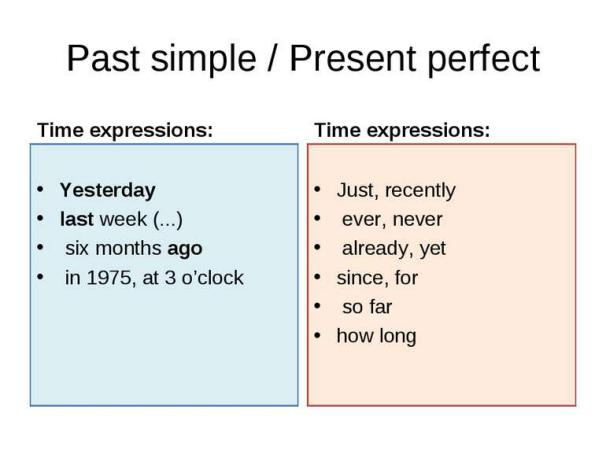 Past simple / Present perfect
Time expressions:
• Yesterday
• last week (...)
• six months ago
• in 1975, at 3 o’clock
Time expressions:
• Just, recently
• ever, never
• already, yet
• since, for
• so far
• how long